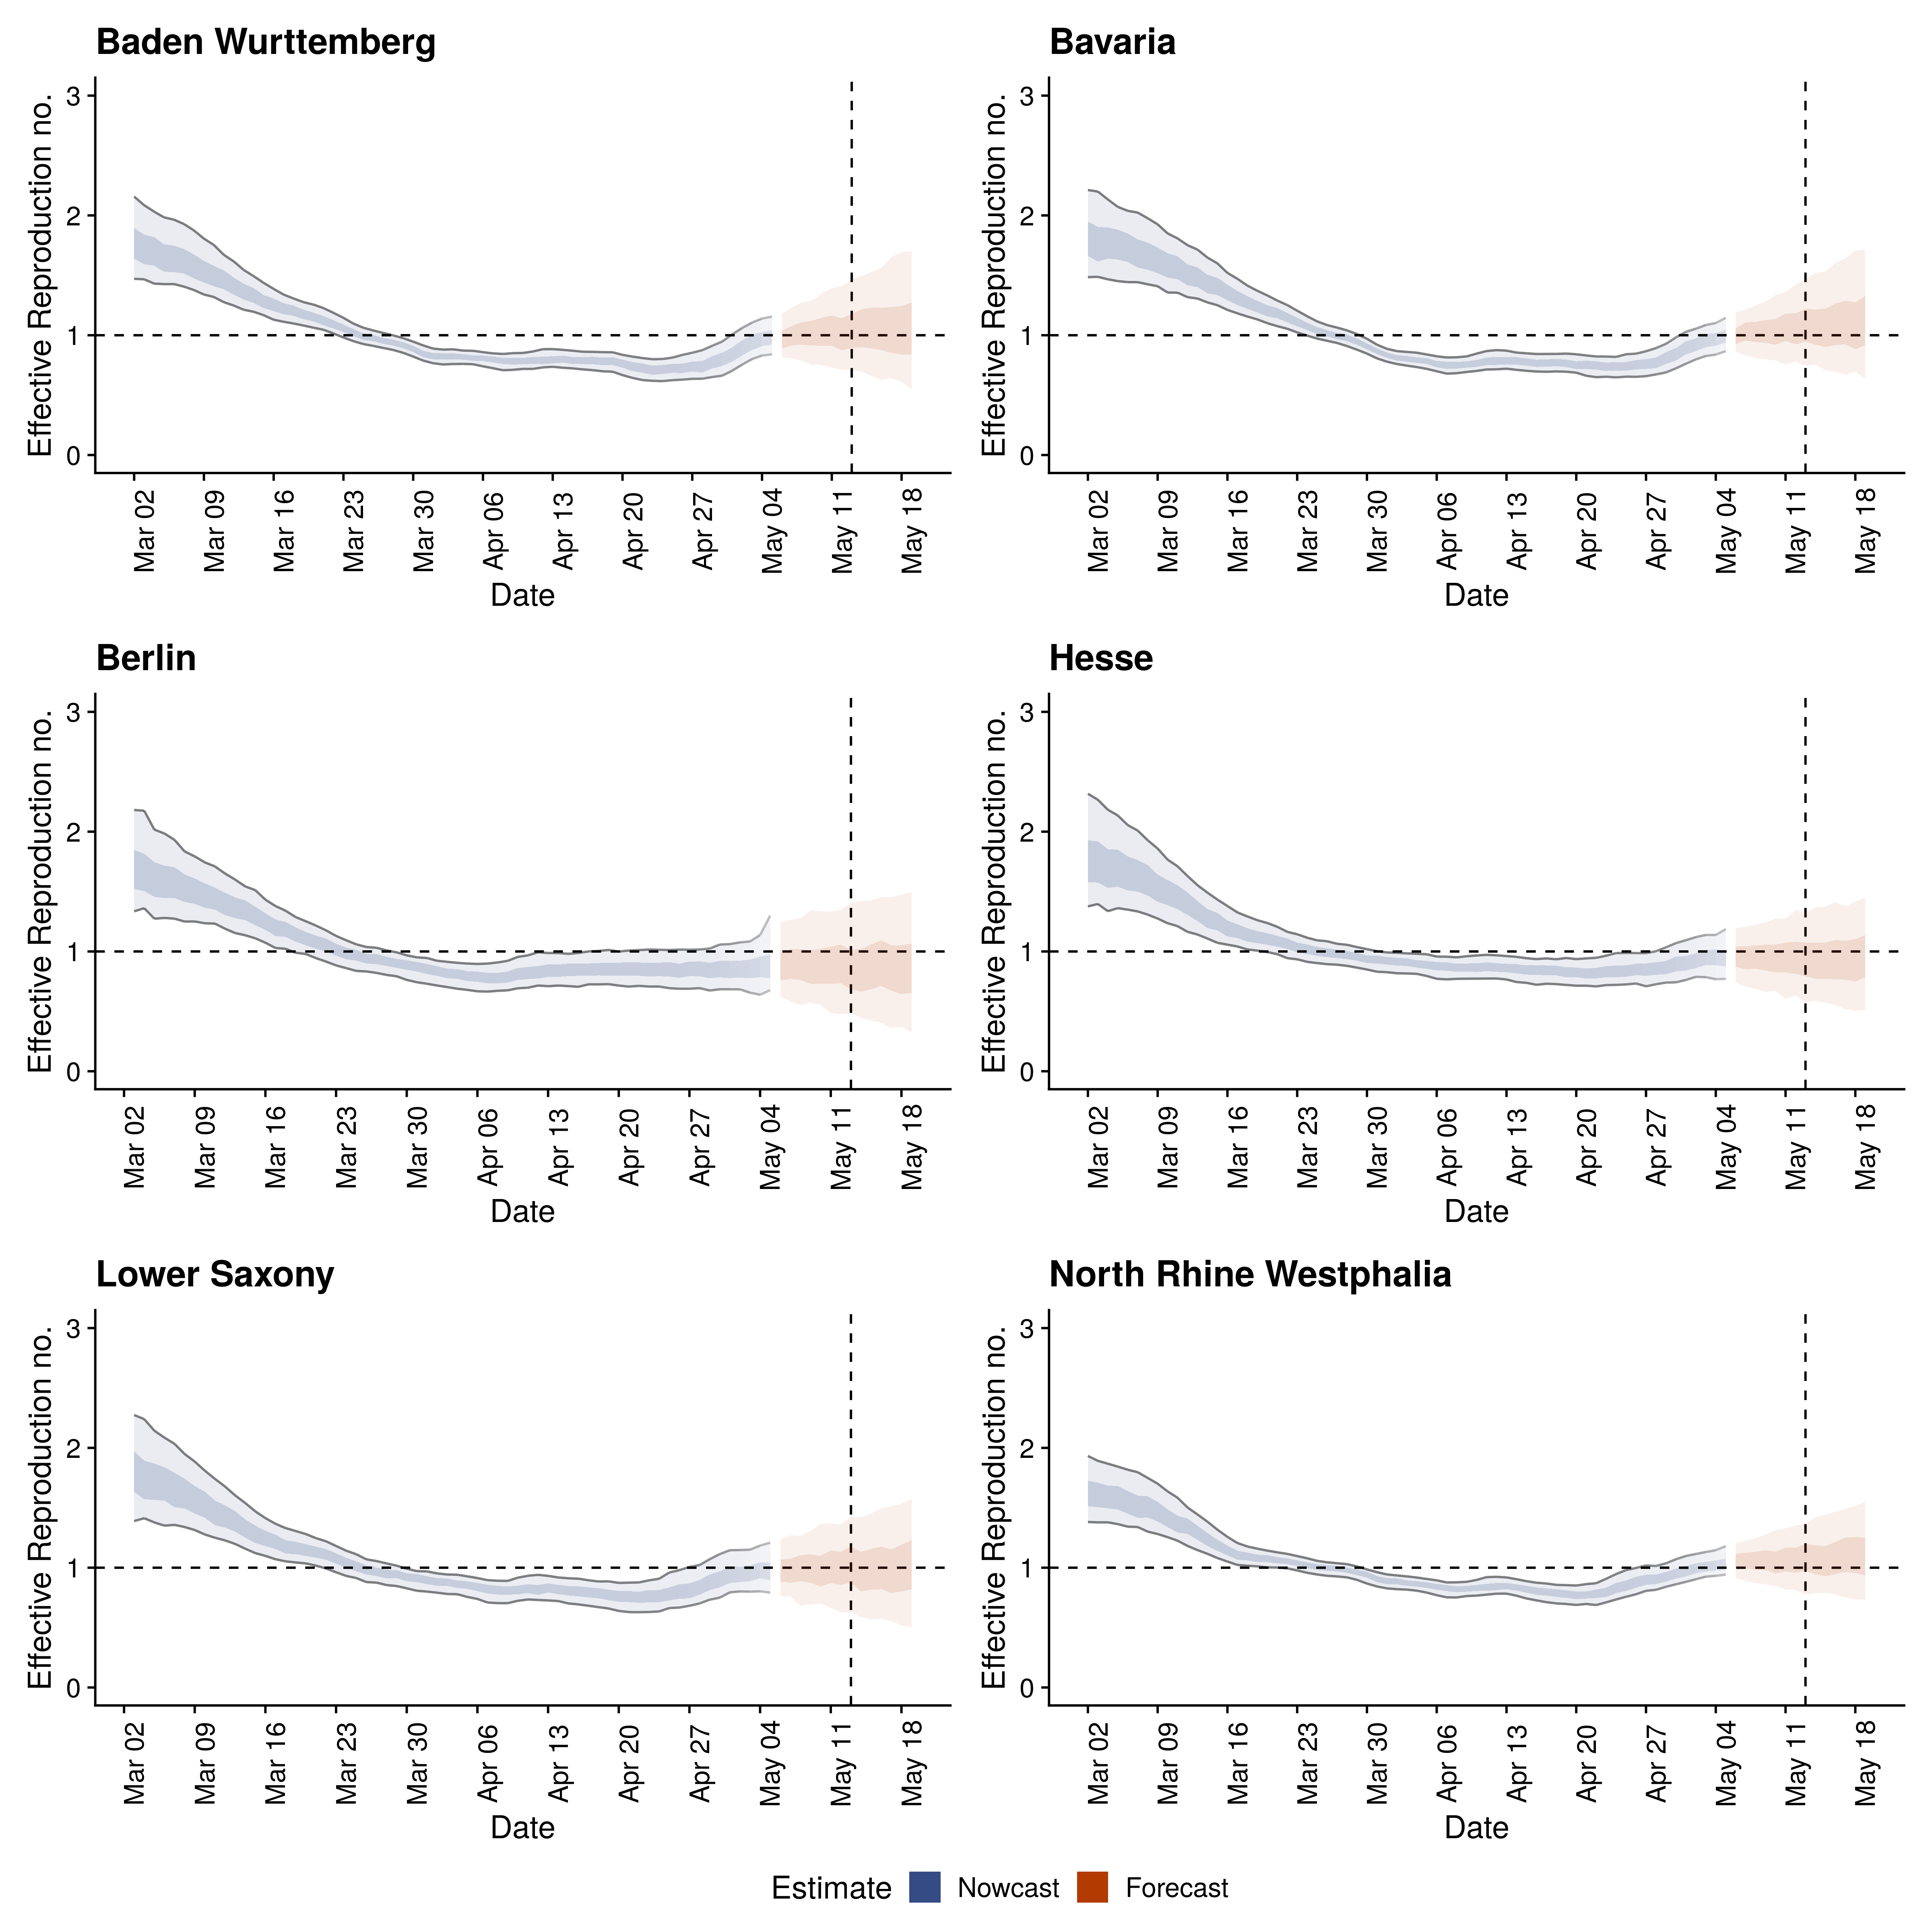 Baden Wurttemberg
Effective Reproduction no.
3
2
1
0
Mar 02
Mar 09
Mar 16
Mar 23
Mar 30
Apr 06
Apr 13
Apr 20
Apr 27
May 04
May 11
May 18
Date
Bavaria
Effective Reproduction no.
3
2
1
0
Mar 02
Mar 09
Mar 16
Mar 23
Mar 30
Apr 06
Apr 13
Apr 20
Apr 27
May 04
May 11
May 18
Date
Berlin
Effective Reproduction no.
3
2
1
0
Mar 02
Mar 09
Mar 16
Mar 23
Mar 30
Apr 06
Apr 13
Apr 20
Apr 27
May 04
May 11
May 18
Date
Hesse
Effective Reproduction no.
3
2
1
0
Mar 02
Mar 09
Mar 16
Mar 23
Mar 30
Apr 06
Apr 13
Apr 20
Apr 27
May 04
May 11
May 18
Date
Lower Saxony
Effective Reproduction no.
3
2
1
0
Mar 02
Mar 09
Mar 16
Mar 23
Mar 30
Apr 06
Apr 13
Apr 20
Apr 27
May 04
May 11
May 18
Date
North Rhine Westphalia
Effective Reproduction no.
3
2
1
0
Mar 02
Mar 09
Mar 16
Mar 23
Mar 30
Apr 06
Apr 13
Apr 20
Apr 27
May 04
May 11
May 18
Date
Estimate Nowcast Forecast